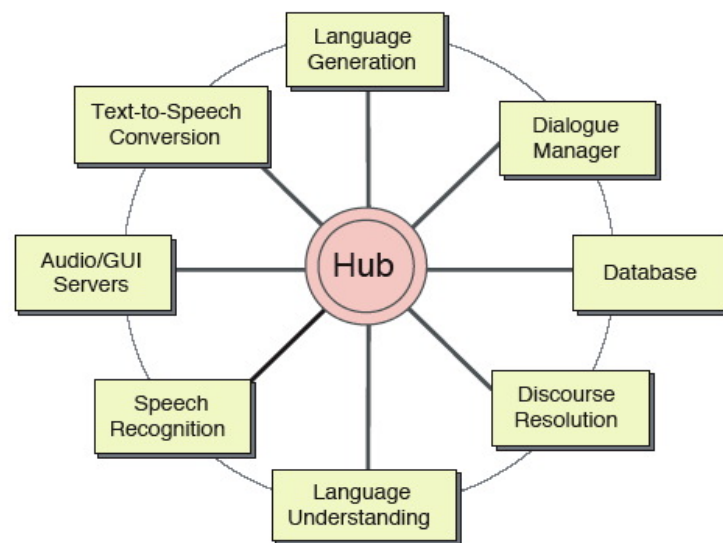 Language
Generation
Text-to-Speech
Conversion
Dialogue
Manager
Audio/GUI
Servers
Hub
Database
Speech
Recognition
Discourse
Resolution
Language
Understanding